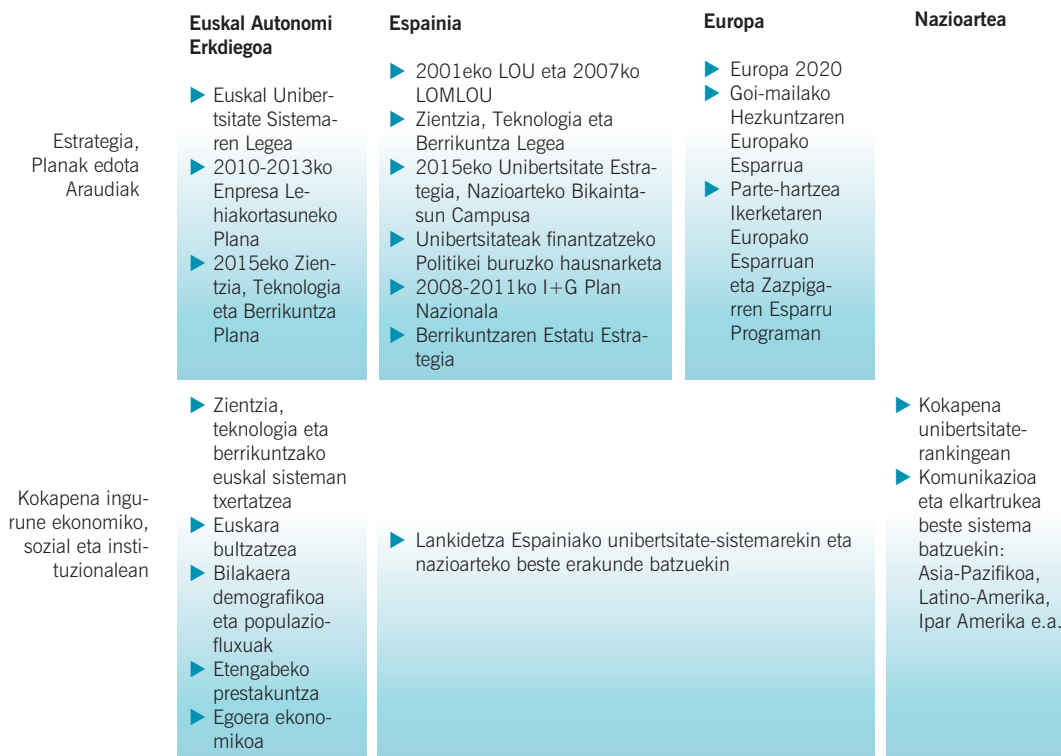 Euskal Autonomi
Erkdiegoa
Espainia
Europa
Nazioartea
Estrategia,
Planak edota
Araudiak
▶ Euskal Uniber-
tsitate Sistema-
ren Legea
▶ 2010-2013ko
Enpresa Le-
hiakortasuneko
Plana
▶ 2015eko Zien-
tzia, Teknologia
eta Berrikuntza
Plana
▶ 2001eko LOU eta 2007ko
LOMLOU
▶ Zientzia, Teknologia eta
Berrikuntza Legea
▶ 2015eko Unibertsitate Estra-
tegia, Nazioarteko Bikainta-
sun Campusa
▶ Unibertsitateak finantzatzeko
Politikei buruzko hausnarketa
▶ 2008-2011ko I+G Plan
Nazionala
▶ Berrikuntzaren Estatu Estra-
tegia
▶ Europa 2020
▶ Goi-mailako
Hezkuntzaren
Europako
Esparrua
▶ Parte-hartzea
Ikerketaren
Europako
Esparruan
eta Zazpiga-
rren Esparru
Programan
Kokapena ingu-
rune ekonomiko,
sozial eta insti-
tuzionalean
▶ Zientzia,
teknologia eta
berrikuntzako
euskal sisteman
txertatzea
▶ Euskara
bultzatzea
▶ Bilakaera
demografikoa
eta populazio-
fluxuak
▶ Etengabeko
prestakuntza
▶ Egoera ekono-
mikoa
▶ Lankidetza Espainiako unibertsitate-sistemarekin eta
nazioarteko beste erakunde batzuekin
▶ Kokapena
unibertsitate-
rankingean
▶ Komunikazioa
eta elkartrukea
beste sistema
batzuekin:
Asia-Pazifikoa,
Latino-Amerika,
Ipar Amerika e.a.